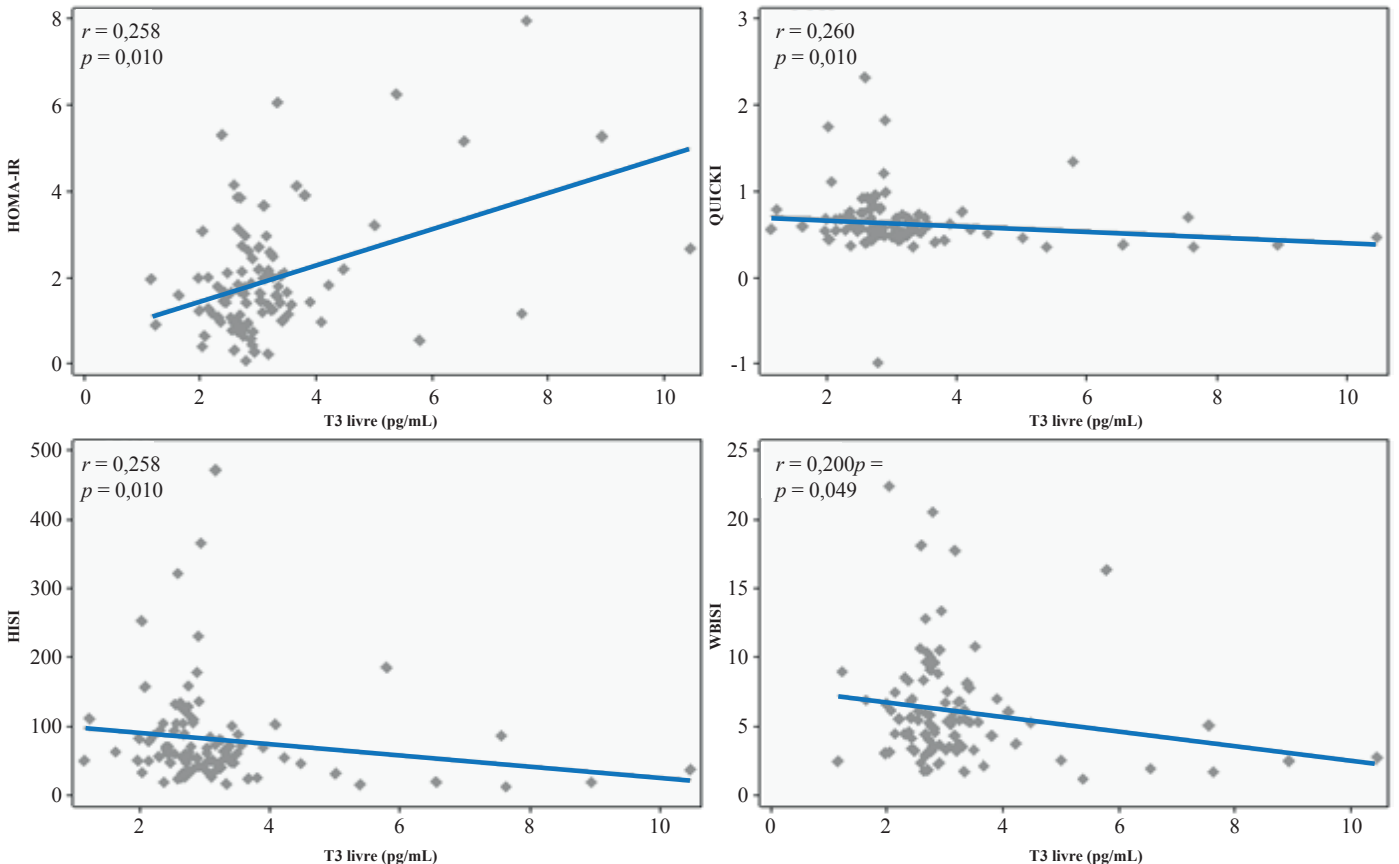 r = 0,258
p = 0,010
8
6
4
2
0
HOMA-IR
0 2 4 6 8 10
T3 livre (pg/mL)
r = 0,260
p = 0,010
3
2
1
0
-1
QUICKI
2 4 6 8 10
T3 livre (pg/mL)
r = 0,258
p = 0,010
500
400
300
200
100
0
HISI
2 4 6 8 10
T3 livre (pg/mL)
r = 0,200p =
p = 0,049
25
20
15
10
5
0
WBISI
0 2 4 6 8 10
T3 livre (pg/mL)